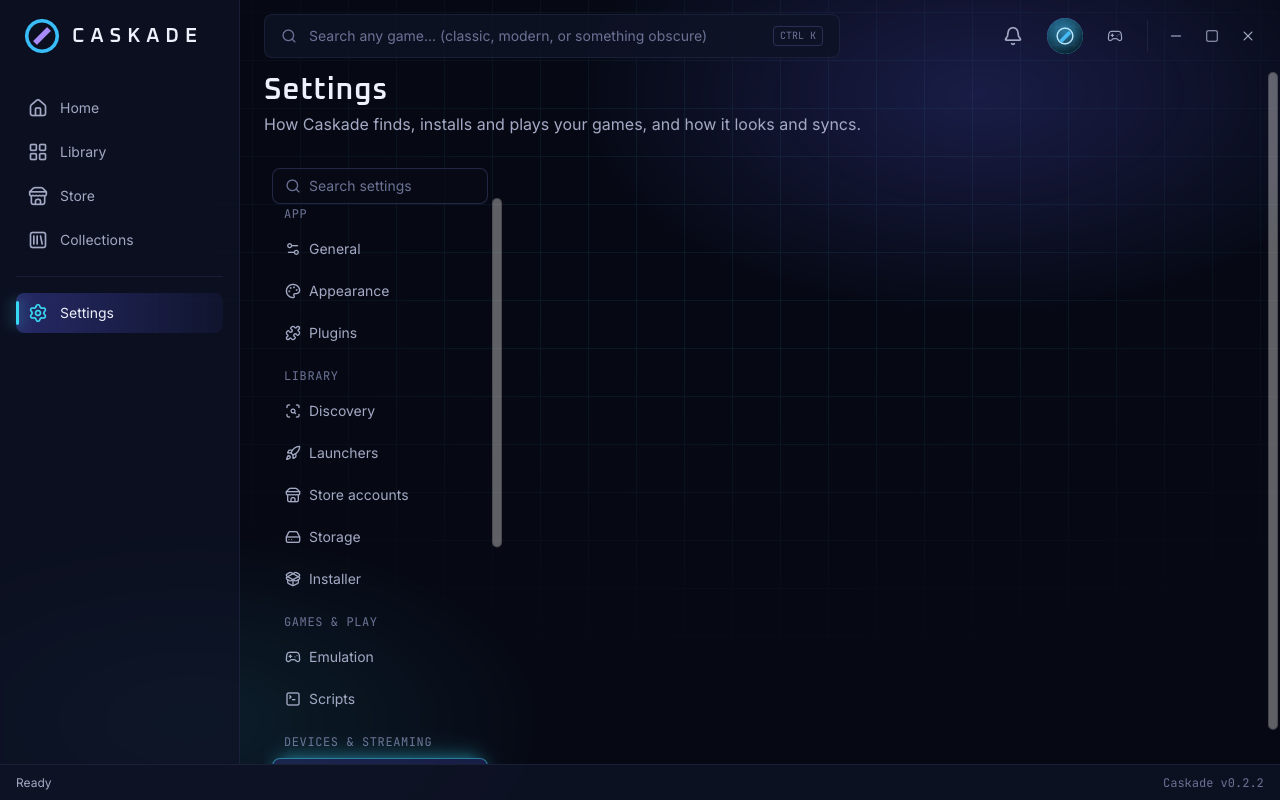 CASKADE
Search any game... (classic, modern, or something obscure)
CTRL K
Home
Library
Store
Collections
Settings
Settings
How Caskade finds, installs and plays your games, and how it looks and syncs.
Search settings
APP
General
Appearance
Plugins
LIBRARY
Discovery
Launchers
Store accounts
Storage
Installer
GAMES & PLAY
Emulation
Scripts
DEVICES & STREAMING
Ready
Caskade v0.2.2